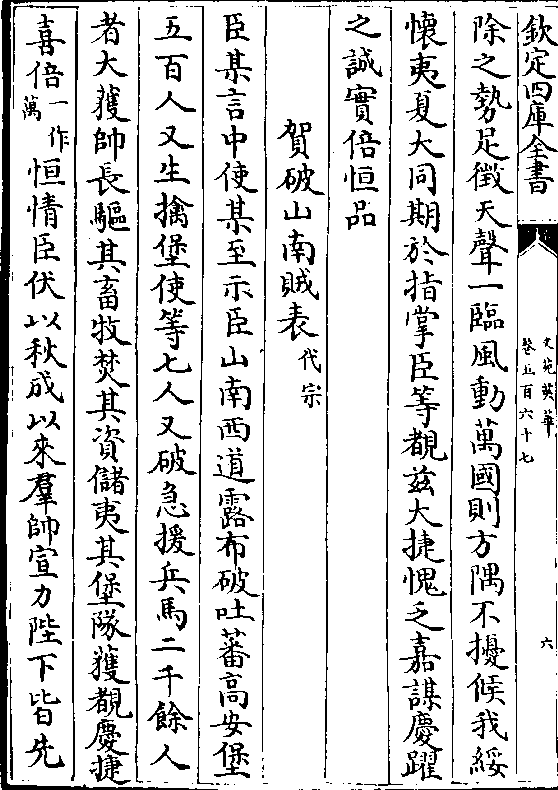 欽定四庫全書
文苑英華
卷五百六十七
六
除之勢足徴天聲一臨風動萬國則方隅不擾候我綏
懷夷夏大同期於指掌臣等覩兹大捷愧乏嘉謀慶躍
之誠實倍恒品
賀破山南賊表代宗
臣某言中使某至示臣山南西道露布破吐蕃高安堡
五百人又生擒堡使等七人又破急援兵馬二千餘人
者大獲帥長驅其畜牧焚其資儲夷其堡隊獲覩慶捷
喜倍一作萬恒情臣伏以秋成以來羣帥宣力陛下皆先